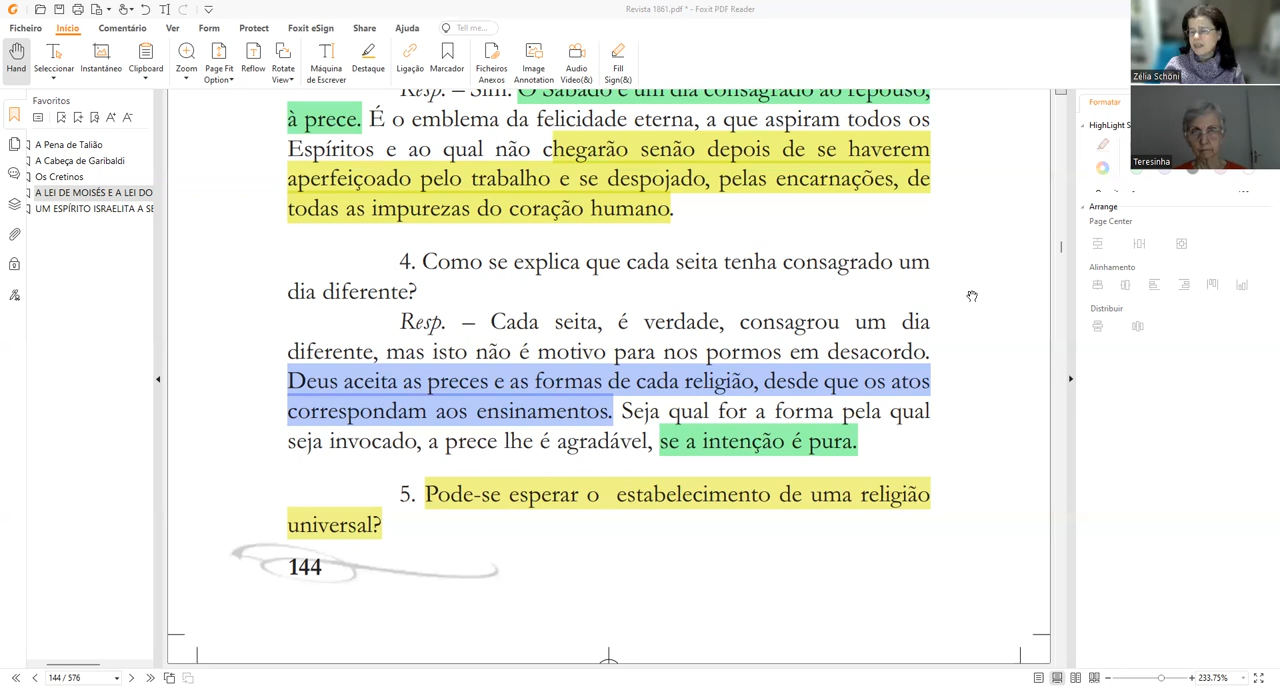 Revista 1861.pdf * - Foxit PDF Reader
Ficheiro Início Comentário Ver Form Protect Foxit eSign Share Ajuda Tell me...
Hand Seleccionar Instantâneo Clipboard Zoom Page Fit Option Reflow Rotate View Máquina de Escrever Destaque Ligação Marcador Ficheiros Anexos Image Annotation Audio Video(&) Fill Sign(&)
Zélia Schöni
Teresinha
Favoritos
A Pena de Talião
A Cabeça de Garibaldi
Os Cretinos
A LEI DE MOISÉS E A LEI DO
UM ESPÍRITO ISRAELITA A SE
Resp. – Sim. O Sábado é um dia consagrado ao repouso,
à prece. É o emblema da felicidade eterna, a que aspiram todos os
Espíritos e ao qual não chegarão senão depois de se haverem
aperfeiçoado pelo trabalho e se despojado, pelas encarnações, de
todas as impurezas do coração humano.
4. Como se explica que cada seita tenha consagrado um
dia diferente?
Resp. – Cada seita, é verdade, consagrou um dia
diferente, mas isto não é motivo para nos pormos em desacordo.
Deus aceita as preces e as formas de cada religião, desde que os atos
correspondam aos ensinamentos. Seja qual for a forma pela qual
seja invocado, a prece lhe é agradável, se a intenção é pura.
5. Pode-se esperar o estabelecimento de uma religião
universal?
144
Formatar
HighLight S
Arrange
Page Center
Alinhamento
Distribuir
144 / 576
233.75%